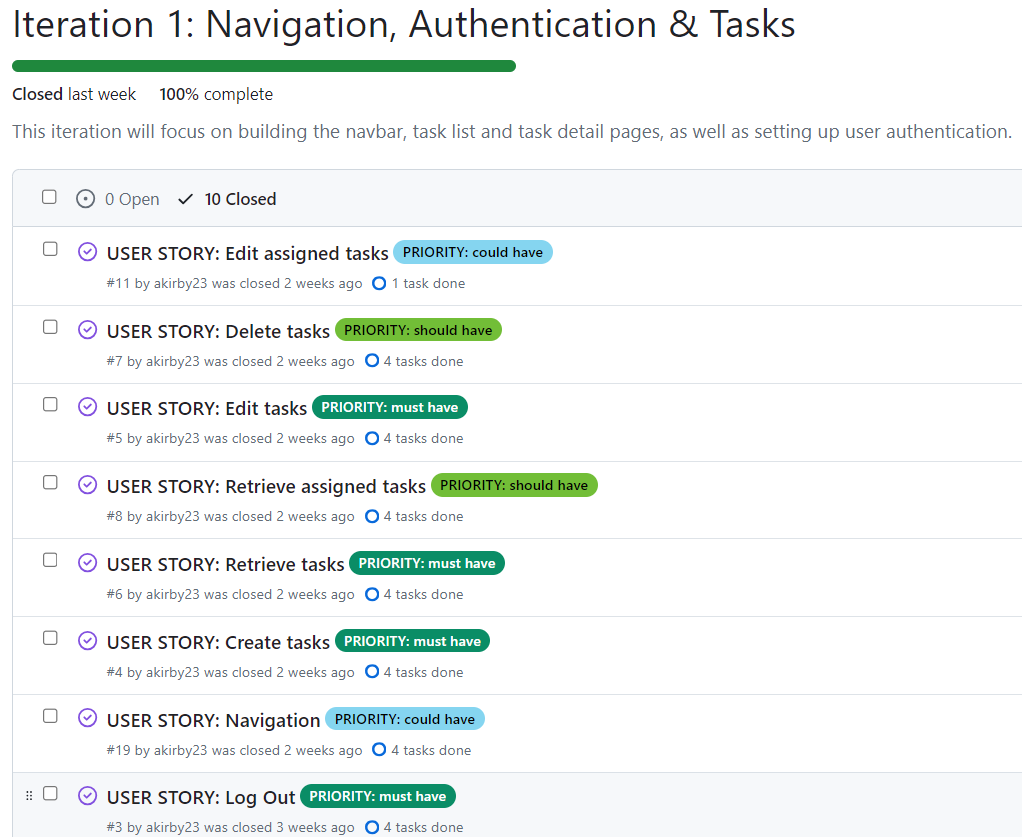 Iteration 1: Navigation, Authentication & Tasks
Closed last week 100% complete
This iteration will focus on building the navbar, task list and task detail pages, as well as setting up user authentication.
0 Open 10 Closed
USER STORY: Edit assigned tasks PRIORITY: could have
#11 by akirby23 was closed 2 weeks ago 1 task done
USER STORY: Delete tasks PRIORITY: should have
#7 by akirby23 was closed 2 weeks ago 4 tasks done
USER STORY: Edit tasks PRIORITY: must have
#5 by akirby23 was closed 2 weeks ago 4 tasks done
USER STORY: Retrieve assigned tasks PRIORITY: should have
#8 by akirby23 was closed 2 weeks ago 4 tasks done
USER STORY: Retrieve tasks PRIORITY: must have
#6 by akirby23 was closed 2 weeks ago 4 tasks done
USER STORY: Create tasks PRIORITY: must have
#4 by akirby23 was closed 2 weeks ago 4 tasks done
USER STORY: Navigation PRIORITY: could have
#19 by akirby23 was closed 2 weeks ago 4 tasks done
USER STORY: Log Out PRIORITY: must have
#3 by akirby23 was closed 3 weeks ago 4 tasks done